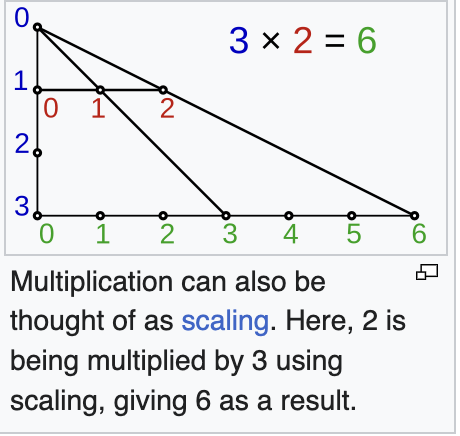 0
3 × 2 = 6
1
0 1 2
2
3
0 1 2 3 4 5 6
Multiplication can also be
thought of as scaling. Here, 2 is
being multiplied by 3 using
scaling, giving 6 as a result.